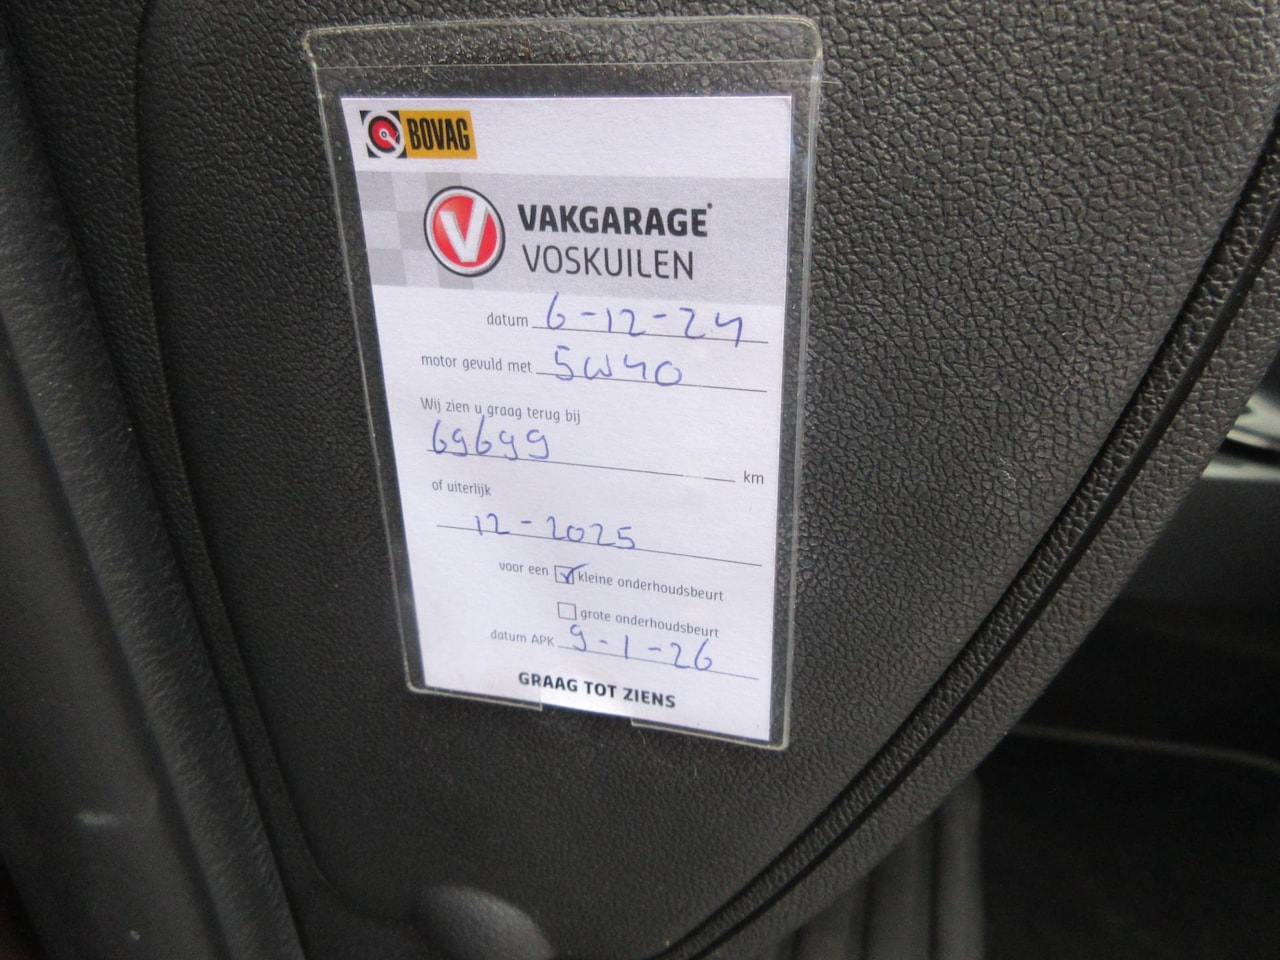 BOVAG
VAKGARAGE
VOSKUILEN
datum 6-12-24
motor gevuld met 5W40
Wij zien u graag terug bij
69699 km
of uiterlijk
12-2025
voor een kleine onderhoudsbeurt
grote onderhoudsbeurt
datum APK 9-1-26
GRAAG TOT ZIENS